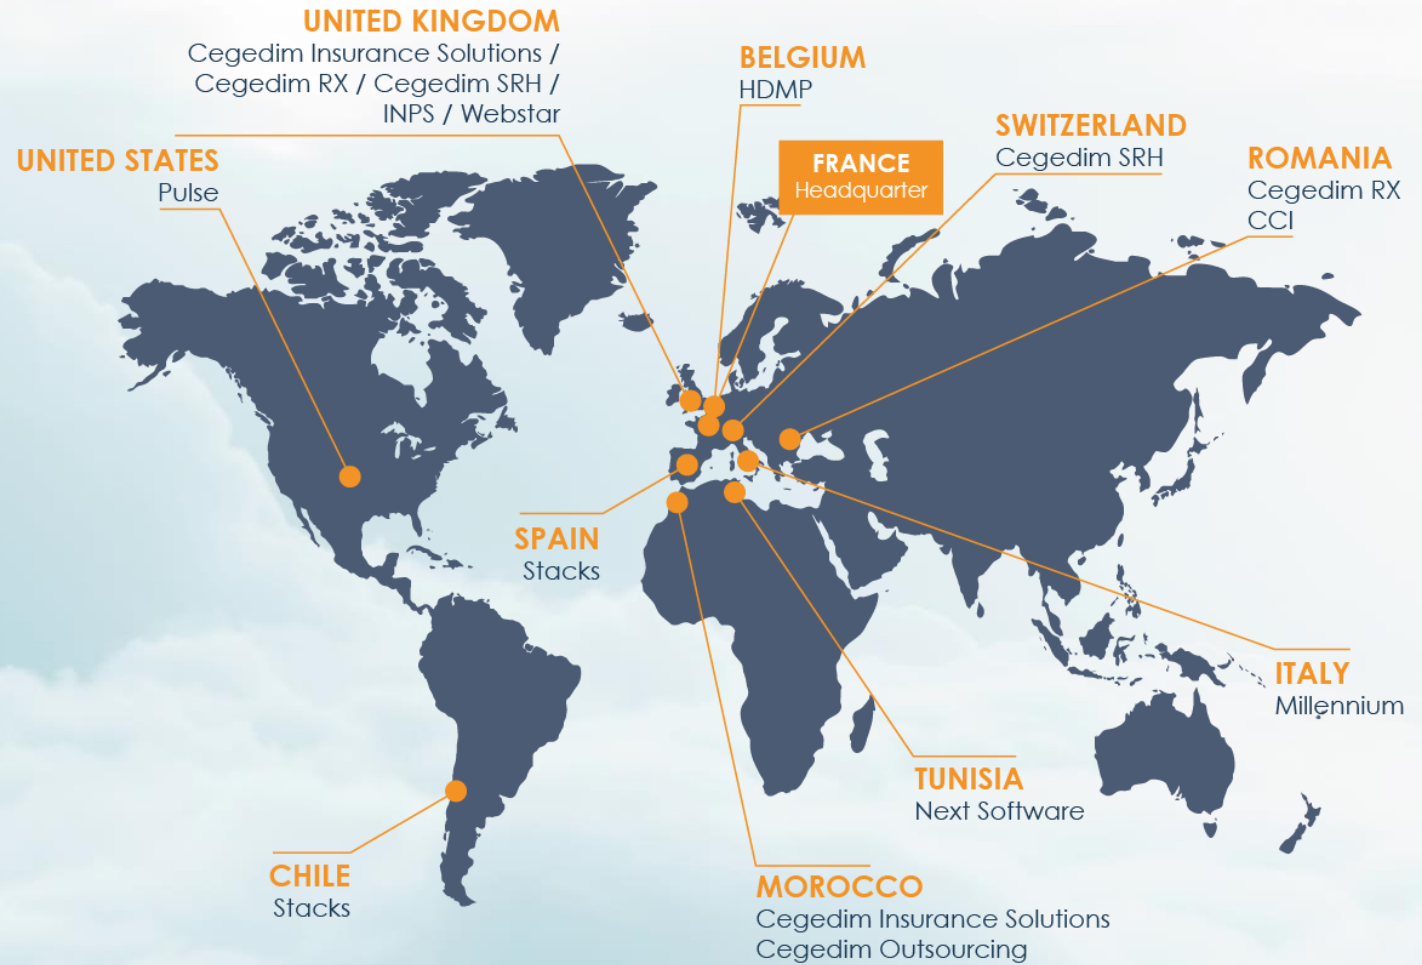 UNITED KINGDOM
Cegedim Insurance Solutions /
Cegedim RX / Cegedim SRH /
INPS / Webstar
BELGIUM
HDMP
SWITZERLAND
Cegedim SRH
UNITED STATES
Pulse
FRANCE
Headquarter
ROMANIA
Cegedim RX
CCI
SPAIN
Stacks
ITALY
Millennium
TUNISIA
Next Software
CHILE
Stacks
MOROCCO
Cegedim Insurance Solutions
Cegedim Outsourcing